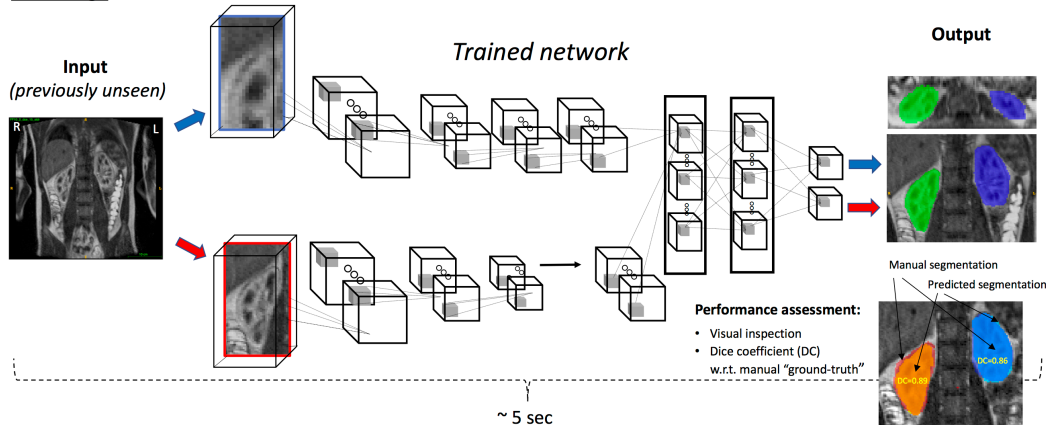 Trained network
Input
(previously unseen)
R
L
Output
Manual segmentation
Predicted segmentation
Performance assessment:
• Visual inspection
• Dice coefficient (DC)
w.r.t. manual “ground-truth”
DC=0.86
DC=0.89
~ 5 sec